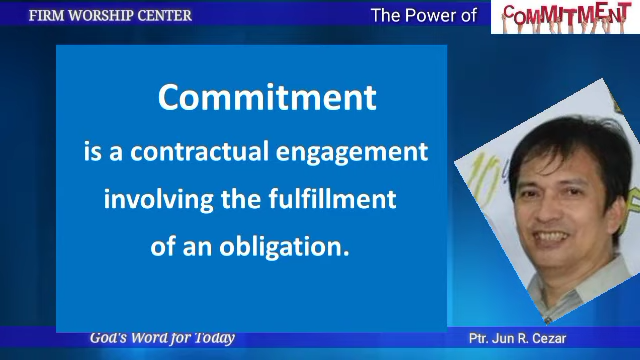 FIRM WORSHIP CENTER
The Power of COMMITMENT
Commitment
is a contractual engagement
involving the fulfillment
of an obligation.
God's Word for Today
Ptr. Jun R. Cezar